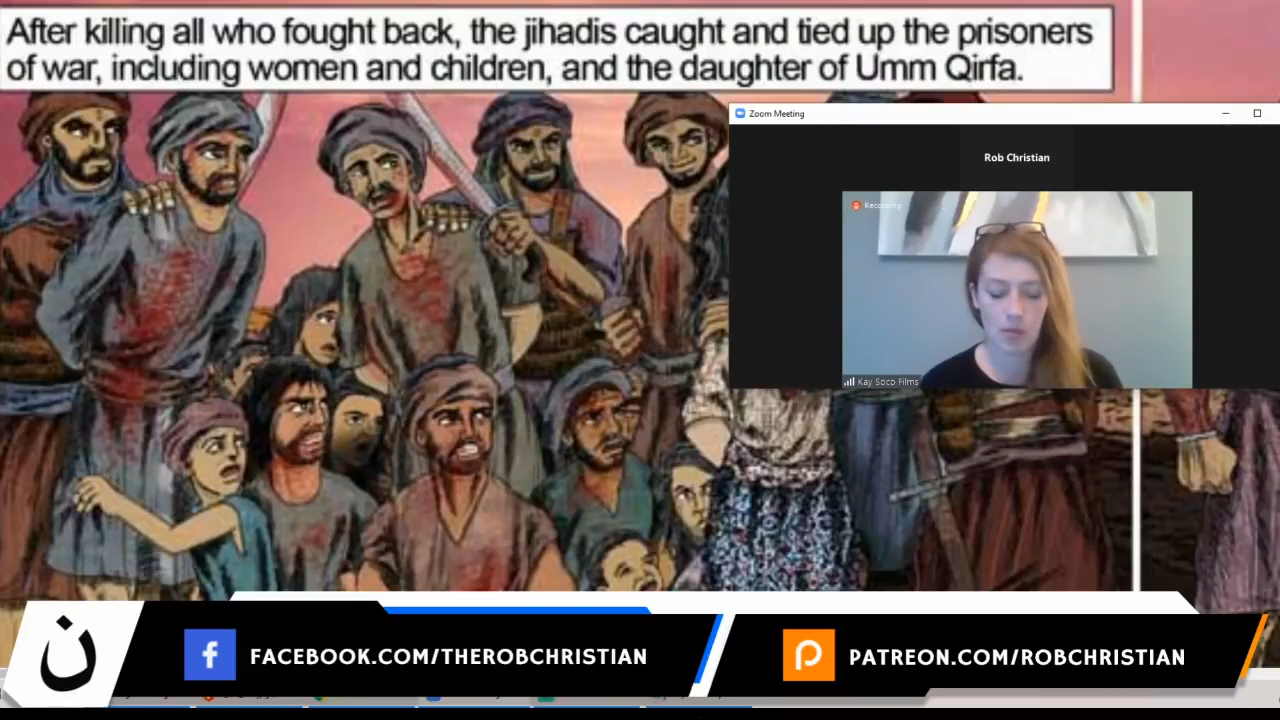 After killing all who fought back, the jihadis caught and tied up the prisoners
of war, including women and children, and the daughter of Umm Qirfa.
Zoom Meeting
Rob Christian
Recording
Kay Soco Films
ن
f
FACEBOOK.COM/THEROBCHRISTIAN
PATREON.COM/ROBCHRISTIAN